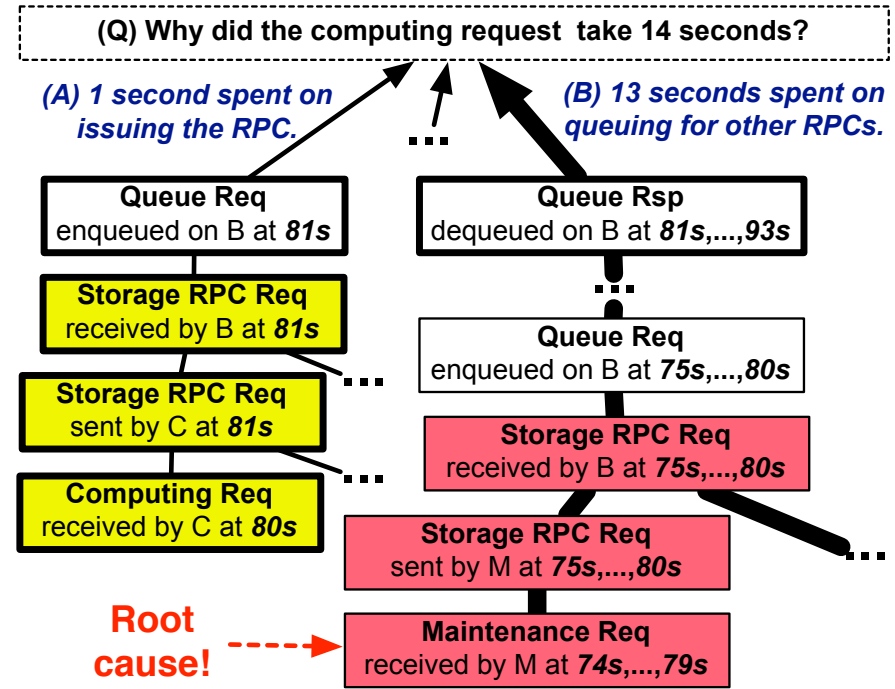 (Q) Why did the computing request take 14 seconds?
(A) 1 second spent on
issuing the RPC.
(B) 13 seconds spent on
queuing for other RPCs.
...
Queue Req
enqueued on B at 81s
Storage RPC Req
received by B at 81s
...
Storage RPC Req
sent by C at 81s
...
Computing Req
received by C at 80s
Queue Rsp
dequeued on B at 81s,...,93s
...
Queue Req
enqueued on B at 75s,...,80s
Storage RPC Req
received by B at 75s,...,80s
...
Storage RPC Req
sent by M at 75s,...,80s
Maintenance Req
received by M at 74s,...,79s
Root
cause!